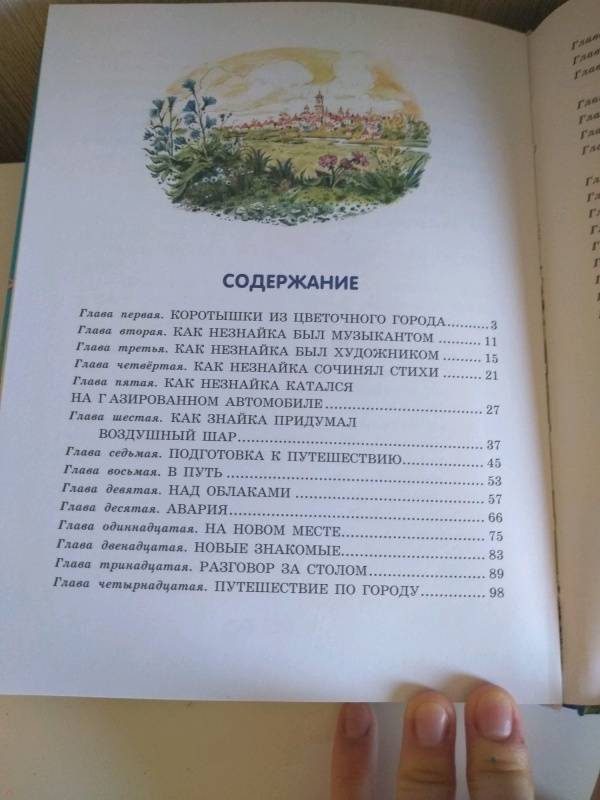 СОДЕРЖАНИЕ
Глава первая. КОРОТЫШКИ ИЗ ЦВЕТОЧНОГО ГОРОДА..........3
Глава вторая. КАК НЕЗНАЙКА БЫЛ МУЗЫКАНТОМ..........11
Глава третья. КАК НЕЗНАЙКА БЫЛ ХУДОЖНИКОМ..........15
Глава четвёртая. КАК НЕЗНАЙКА СОЧИНЯЛ СТИХИ..........21
Глава пятая. КАК НЕЗНАЙКА КАТАЛСЯ
НА Г АЗИРОВАННОМ АВТОМОБИЛЕ..........27
Глава шестая. КАК ЗНАЙКА ПРИДУМАЛ
ВОЗДУШНЫЙ ШАР..........37
Глава седьмая. ПОДГОТОВКА К ПУТЕШЕСТВИЮ..........45
Глава восьмая. В ПУТЬ..........53
Глава девятая. НАД ОБЛАКАМИ..........57
Глава десятая. АВАРИЯ..........66
Глава одиннадцатая. НА НОВОМ МЕСТЕ..........75
Глава двенадцатая. НОВЫЕ ЗНАКОМЫЕ..........83
Глава тринадцатая. РАЗГОВОР ЗА СТОЛОМ..........89
Глава четырнадцатая. ПУТЕШЕСТВИЕ ПО ГОРОДУ..........98